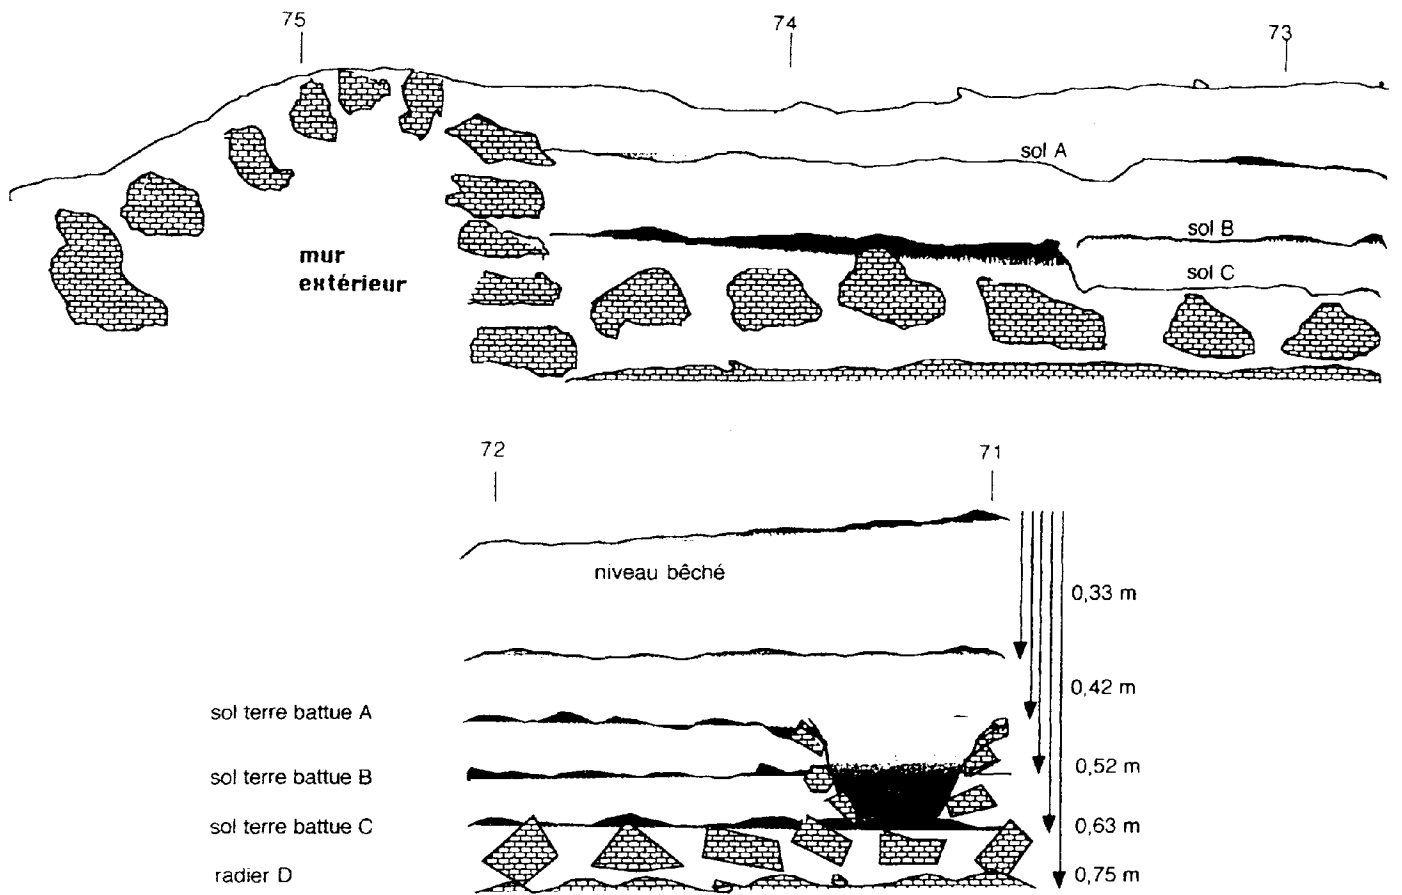 75
74
73
sol A
sol B
mur
extérieur
sol C
72
71
niveau bêché
0,33 m
0,42 m
sol terre battue A
0,52 m
sol terre battue B
0,63 m
sol terre battue C
0,75 m
radier D